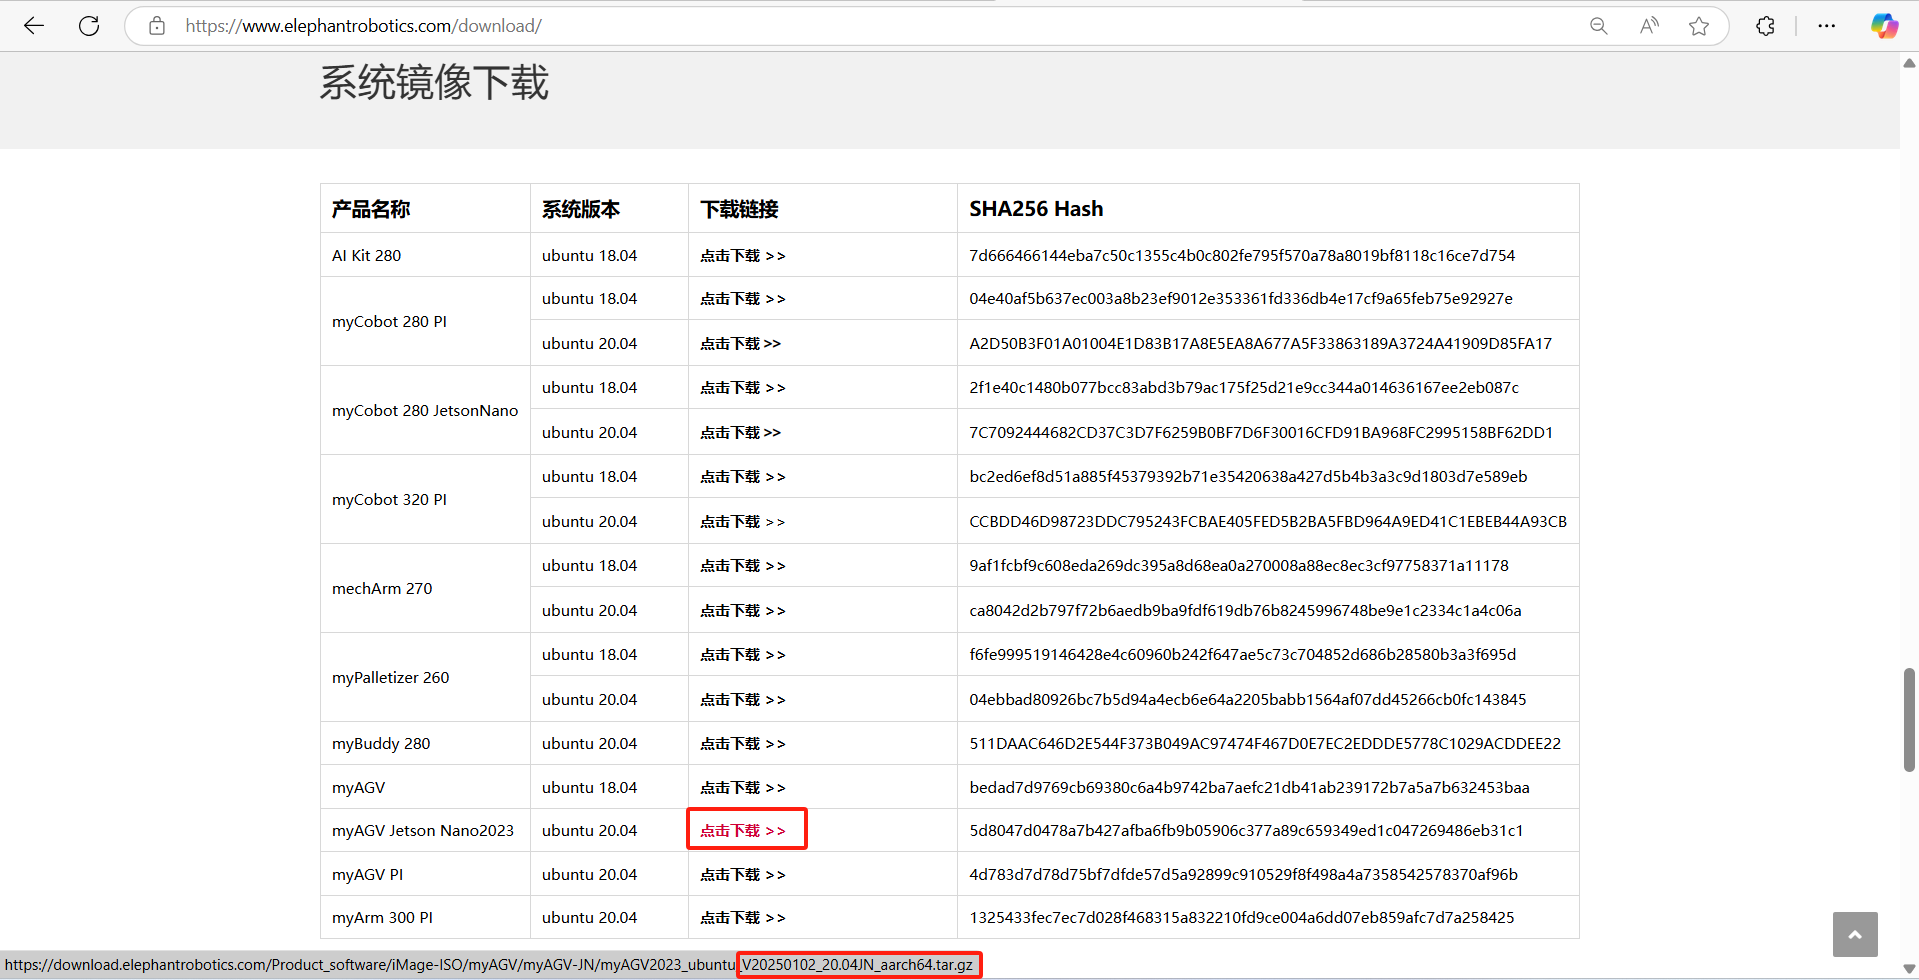 https://www.elephantrobotics.com/download/
系统镜像下载
产品名称 系统版本 下载链接 SHA256 Hash
AI Kit 280 ubuntu 18.04 点击下载 >> 7d666466144eba7c50c1355c4b0c802fe795f570a78a8019bf8118c16ce7d754
myCobot 280 PI ubuntu 18.04 点击下载 >> 04e40af5b637ec003a8b23ef9012e353361fd336db4e17cf9a65feb75e92927e
ubuntu 20.04 点击下载 >> A2D50B3F01A01004E1D83B17A8E5EA8A677A5F33863189A3724A41909D85FA17
myCobot 280 JetsonNano ubuntu 18.04 点击下载 >> 2f1e40c1480b077bcc83abd3b79ac175f25d21e9cc344a014636167ee2eb087c
ubuntu 20.04 点击下载 >> 7C7092444682CD37C3D7F6259B0BF7D6F30016CFD91BA968FC2995158BF62DD1
myCobot 320 PI ubuntu 18.04 点击下载 >> bc2ed6ef8d51a885f45379392b71e35420638a427d5b4b3a3c9d1803d7e589eb
ubuntu 20.04 点击下载 >> CCBDD46D98723DDC795243FCBAE405FED5B2BA5FBD964A9ED41C1EBEB44A93CB
mechArm 270 ubuntu 18.04 点击下载 >> 9af1fcbf9c608eda269dc395a8d68ea0a270008a88ec8ec3cf97758371a11178
ubuntu 20.04 点击下载 >> ca8042d2b797f72b6aedb9ba9fdf619db76b8245996748be9e1c2334c1a4c06a
myPalletizer 260 ubuntu 18.04 点击下载 >> f6fe999519146428e4c60960b242f647ae5c73c704852d686b28580b3a3f695d
ubuntu 20.04 点击下载 >> 04ebbad80926bc7b5d94a4ecb6e64a2205babb1564af07dd45266cb0fc143845
myBuddy 280 ubuntu 20.04 点击下载 >> 511DAAC646D2E544F373B049AC97474F467D0E7EC2EDDDE5778C1029ACDDEE22
myAGV ubuntu 18.04 点击下载 >> bedad7d9769cb69380c6a4b9742ba7aefc21db41ab239172b7a5a7b632453baa
myAGV Jetson Nano2023 ubuntu 20.04 点击下载 >> 5d8047d0478a7b427afba6fb9b05906c377a89c659349ed1c047269486eb31c1
myAGV PI ubuntu 20.04 点击下载 >> 4d783d7d78d75bf7dfde57d5a92899c910529f8f498a4a7358542578370af96b
myArm 300 PI ubuntu 20.04 点击下载 >> 1325433fec7ec7d028f468315a832210fd9ce004a6dd07eb859afc7d7a258425
https://download.elephantrobotics.com/Product_software/iMage-ISO/myAGV/myAGV-JN/myAGV2023_ubuntu_V20250102_20.04JN_aarch64.tar.gz